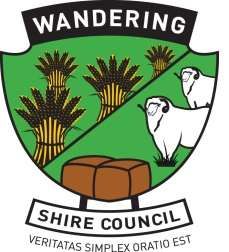 WANDERING
SHIRE COUNCIL
VERITATAS SIMPLEX ORATIO EST